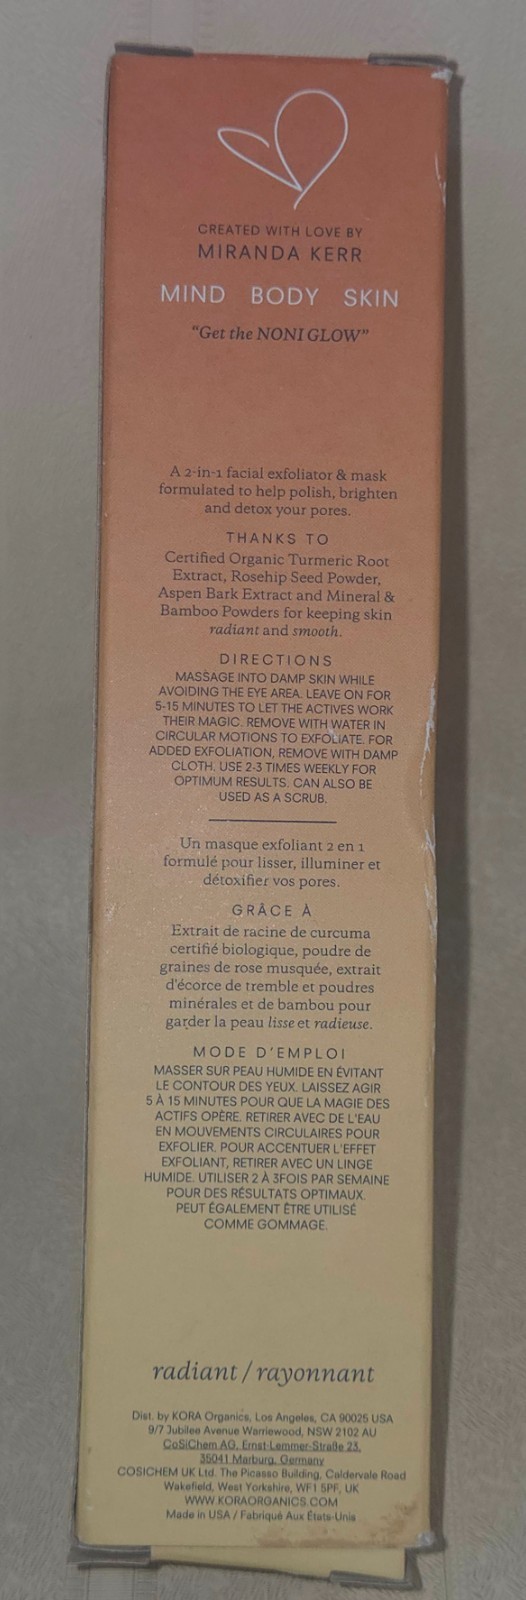 CREATED WITH LOVE BY
MIRANDA KERR
MIND BODY SKIN
“Get the NONI GLOW”
A 2-in-1 facial exfoliator & mask
formulated to help polish, brighten
and detox your pores.
THANKS TO
Certified Organic Turmeric Root
Extract, Rosehip Seed Powder,
Aspen Bark Extract and Mineral &
Bamboo Powders for keeping skin
radiant and smooth.
DIRECTIONS
MASSAGE INTO DAMP SKIN WHILE
AVOIDING THE EYE AREA. LEAVE ON FOR
5-15 MINUTES TO LET THE ACTIVES WORK
THEIR MAGIC. REMOVE WITH WATER IN
CIRCULAR MOTIONS TO EXFOLIATE. FOR
ADDED EXFOLIATION, REMOVE WITH DAMP
CLOTH. USE 2-3 TIMES WEEKLY FOR
OPTIMUM RESULTS. CAN ALSO BE
USED AS A SCRUB.
Un masque exfoliant 2 en 1
formulé pour lisser, illuminer et
détoxifier vos pores.
GRÂCE À
Extrait de racine de curcuma
certifié biologique, poudre de
graines de rose musquée, extrait
d'écorce de tremble et poudres
minérales et de bambou pour
garder la peau lisse et radieuse.
MODE D'EMPLOI
MASSER SUR PEAU HUMIDE EN ÉVITANT
LE CONTOUR DES YEUX. LAISSEZ AGIR
5 À 15 MINUTES POUR QUE LA MAGIE DES
ACTIFS OPÈRE. RETIRER AVEC DE L'EAU
EN MOUVEMENTS CIRCULAIRES POUR
EXFOLIER. POUR ACCENTUER L'EFFET
EXFOLIANT, RETIRER AVEC UN LINGE
HUMIDE. UTILISER 2 À 3FOIS PAR SEMAINE
POUR DES RÉSULTATS OPTIMAUX.
PEUT ÉGALEMENT ÊTRE UTILISÉ
COMME GOMMAGE.
radiant / rayonnant
Dist. by KORA Organics, Los Angeles, CA 90025 USA
9/7 Jubilee Avenue Warriewood, NSW 2102 AU
CoSiChem AG, Ernst-Lemmer-Straße 23,
35041 Marburg, Germany
COSICHEM UK Ltd. The Picasso Building, Caldervale Road
Wakefield, West Yorkshire, WF1 5PF, UK
WWW.KORAORGANICS.COM
Made in USA / Fabriqué Aux États-Unis